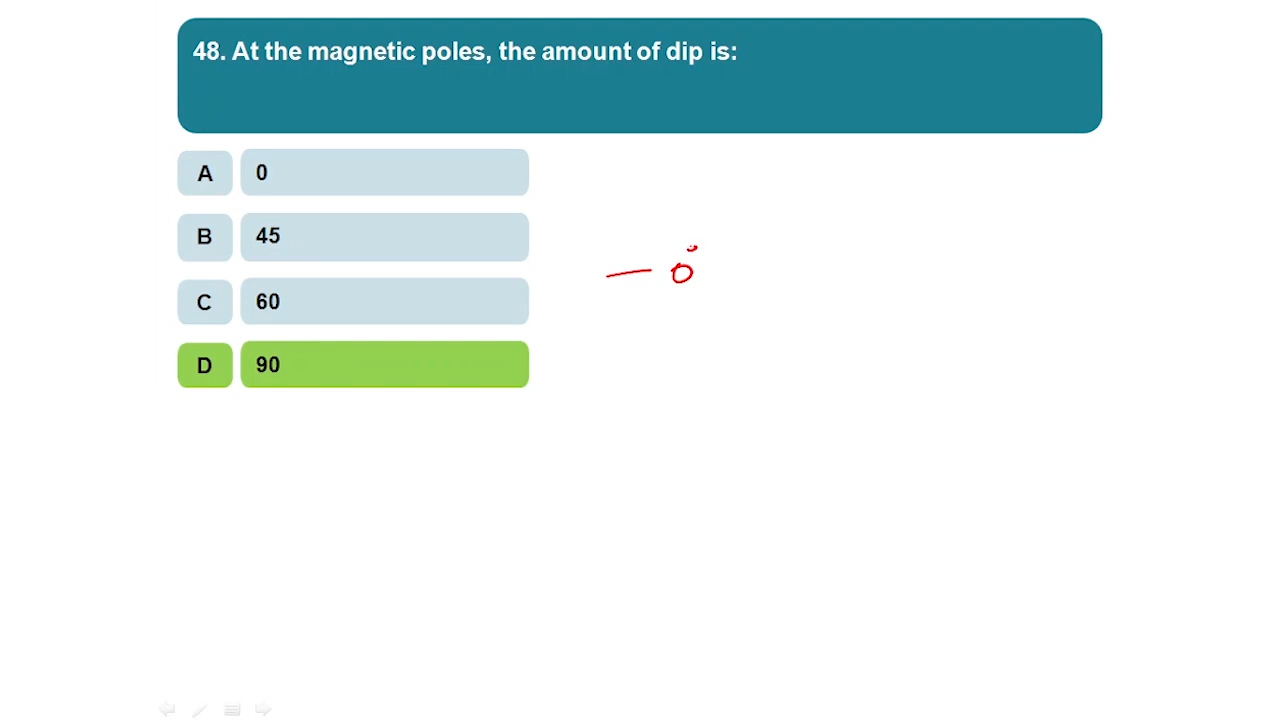 48. At the magnetic poles, the amount of dip is:
A 0
B 45
C 60
D 90
— 0°